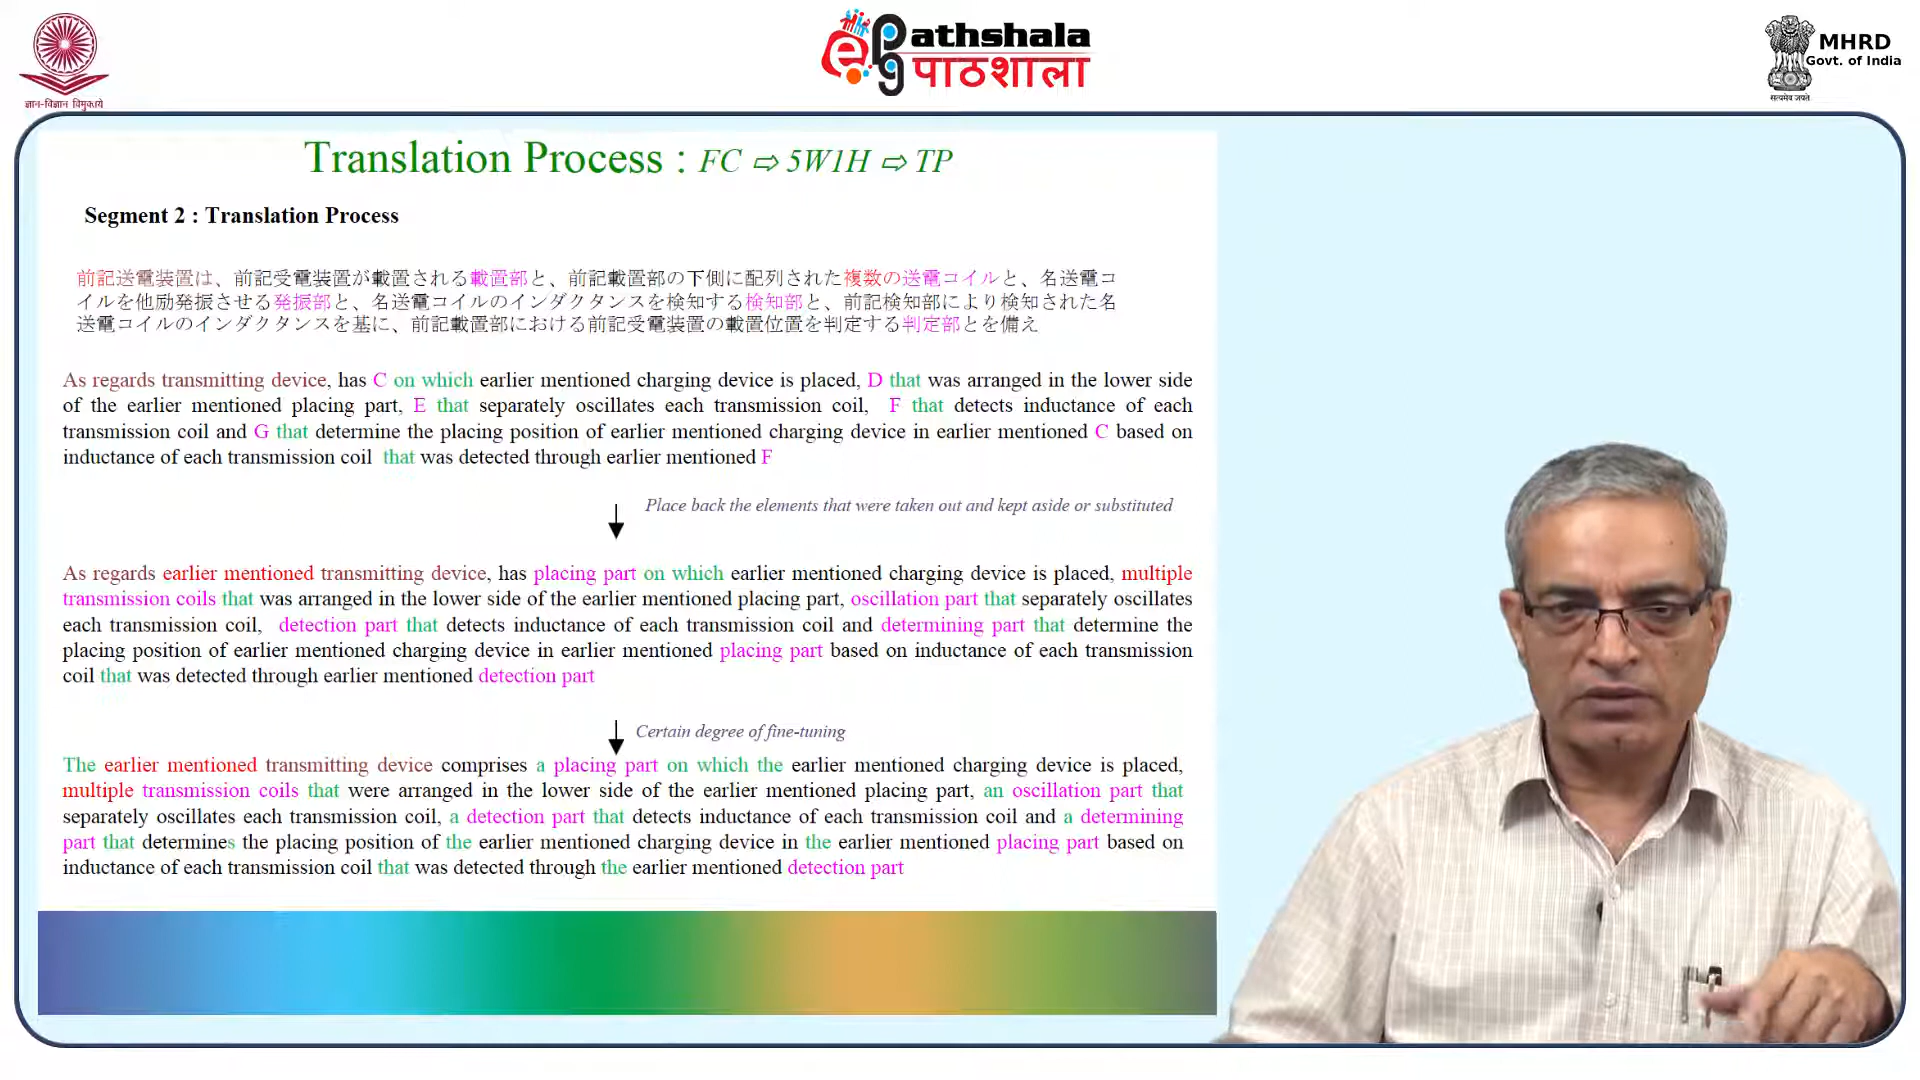 ज्ञान-विज्ञान विमुक्तये
ePathshala
पाठशाला
MHRD
Govt. of India
सत्यमेव जयते
Translation Process : FC ⇨ 5W1H ⇨ TP
Segment 2 : Translation Process
前記送電装置は、前記受電装置が載置される載置部と、前記載置部の下側に配列された複数の送電コイルと、名送電コ
イルを他励発振させる発振部と、名送電コイルのインダクタンスを検知する検知部と、前記検知部により検知された名
送電コイルのインダクタンスを基に、前記載置部における前記受電装置の載置位置を判定する判定部とを備え
As regards transmitting device, has C on which earlier mentioned charging device is placed, D that was arranged in the lower side
of the earlier mentioned placing part, E that separately oscillates each transmission coil, F that detects inductance of each
transmission coil and G that determine the placing position of earlier mentioned charging device in earlier mentioned C based on
inductance of each transmission coil that was detected through earlier mentioned F
Place back the elements that were taken out and kept aside or substituted
As regards earlier mentioned transmitting device, has placing part on which earlier mentioned charging device is placed, multiple
transmission coils that was arranged in the lower side of the earlier mentioned placing part, oscillation part that separately oscillates
each transmission coil, detection part that detects inductance of each transmission coil and determining part that determine the
placing position of earlier mentioned charging device in earlier mentioned placing part based on inductance of each transmission
coil that was detected through earlier mentioned detection part
Certain degree of fine-tuning
The earlier mentioned transmitting device comprises a placing part on which the earlier mentioned charging device is placed,
multiple transmission coils that were arranged in the lower side of the earlier mentioned placing part, an oscillation part that
separately oscillates each transmission coil, a detection part that detects inductance of each transmission coil and a determining
part that determines the placing position of the earlier mentioned charging device in the earlier mentioned placing part based on
inductance of each transmission coil that was detected through the earlier mentioned detection part